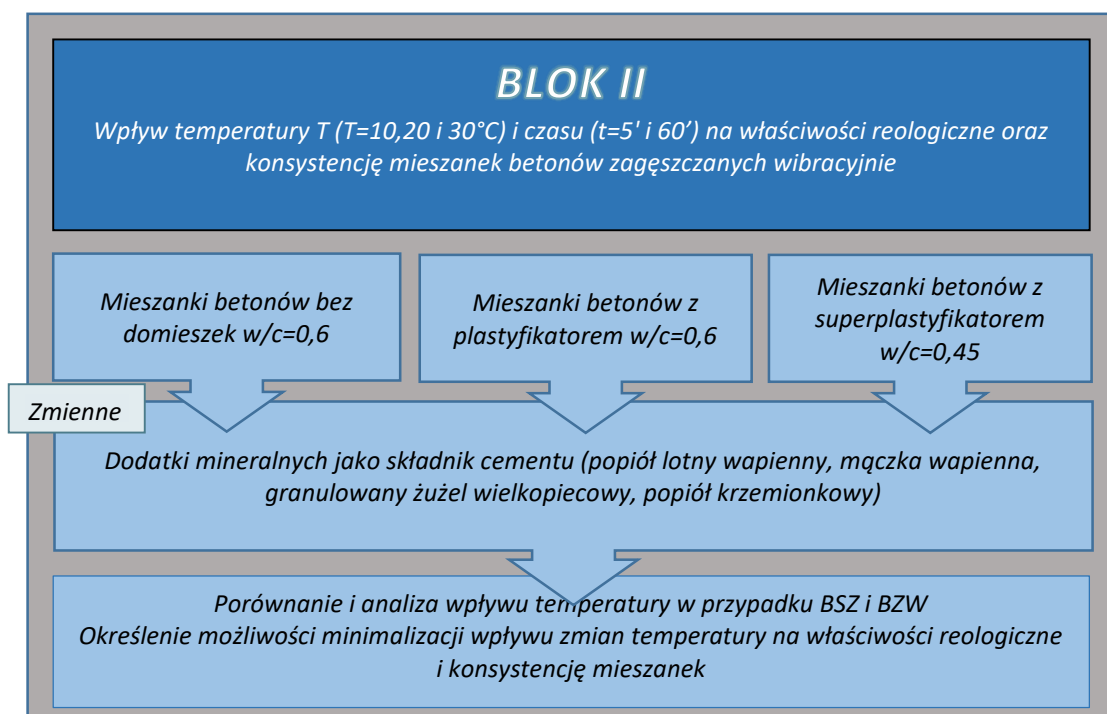 BLOK II
Wpływ temperatury T (T=10,20 i 30°C) i czasu (t=5' i 60’) na właściwości reologiczne oraz
konsystencję mieszanek betonów zagęszczanych wibracyjnie
Mieszanki betonów bez
domieszek w/c=0,6
Mieszanki betonów z
plastyfikatorem w/c=0,6
Mieszanki betonów z
superplastyfikatorem
w/c=0,45
Zmienne
Dodatki mineralnych jako składnik cementu (popiół lotny wapienny, mączka wapienna,
granulowany żużel wielkopiecowy, popiół krzemionkowy)
Porównanie i analiza wpływu temperatury w przypadku BSZ i BZW
Określenie możliwości minimalizacji wpływu zmian temperatury na właściwości reologiczne
i konsystencję mieszanek